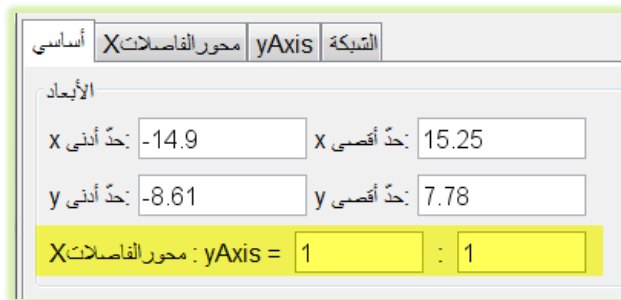 أساسي محورالفاصلاتX yAxis الشبكة
الأبعاد
x حدّ أدنى: -14.9 x حدّ أقصى: 15.25
y حدّ أدنى: -8.61 y حدّ أقصى: 7.78
محورالفاصلاتX : yAxis = 1 : 1